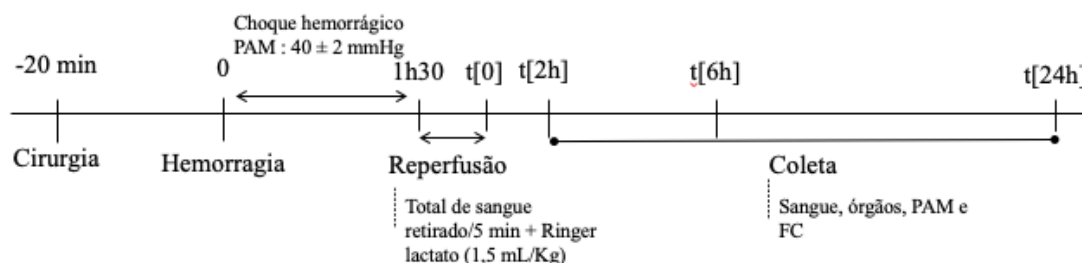 Choque hemorrágico
PAM : 40 ± 2 mmHg
-20 min
0
1h30
t[0]
t[2h]
t[6h]
t[24h]
Cirurgia
Hemorragia
Reperfusão
Coleta
Total de sangue
retirado/5 min + Ringer
lactato (1,5 mL/Kg)
Sangue, órgãos, PAM e
FC